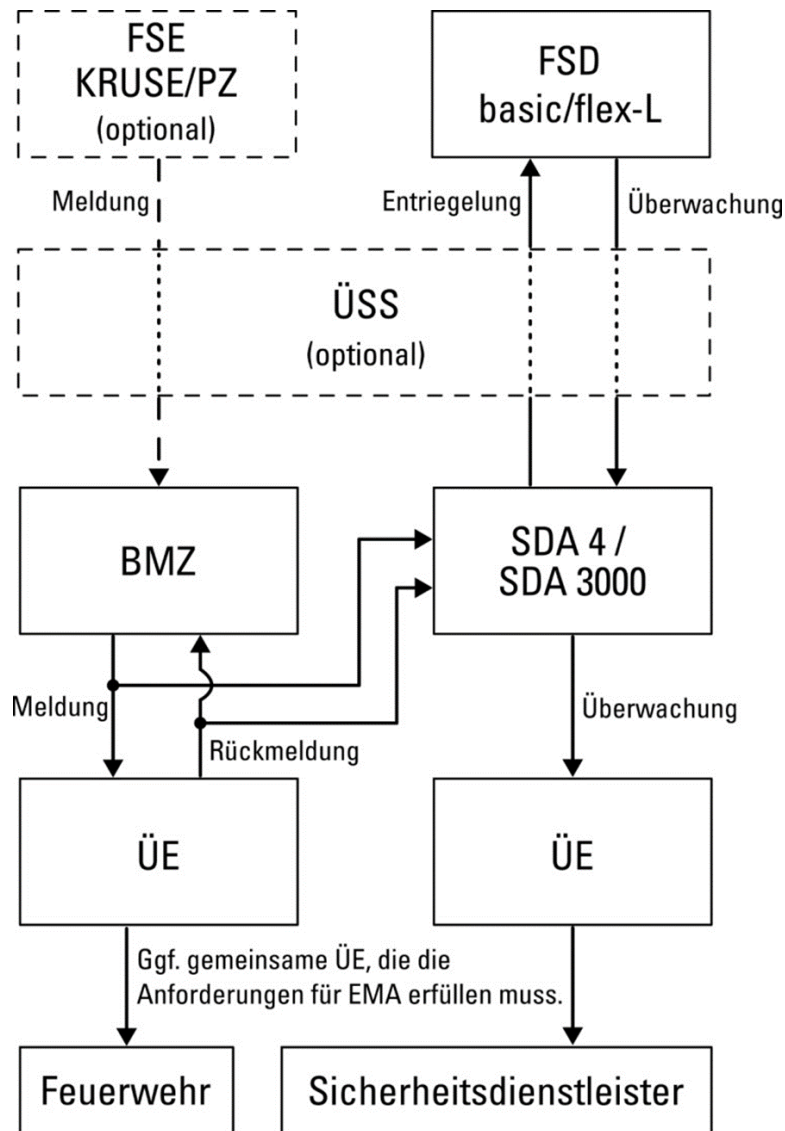 FSE
KRUSE/PZ
(optional)
FSD
basic/flex-L
Meldung
Entriegelung
Überwachung
ÜSS
(optional)
BMZ
SDA 4 /
SDA 3000
Meldung
Rückmeldung
Überwachung
ÜE
ÜE
Ggf. gemeinsame ÜE, die die
Anforderungen für EMA erfüllen muss.
Feuerwehr
Sicherheitsdienstleister